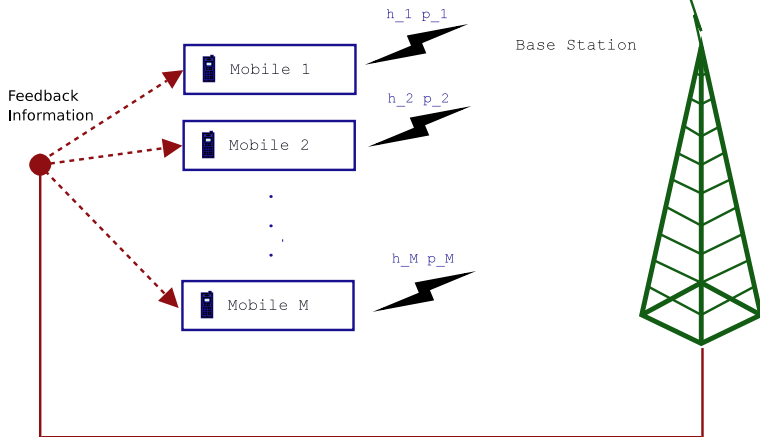 h_1 p_1
Base Station
Mobile 1
Feedback
Information
h_2 p_2
Mobile 2
h_M p_M
Mobile M